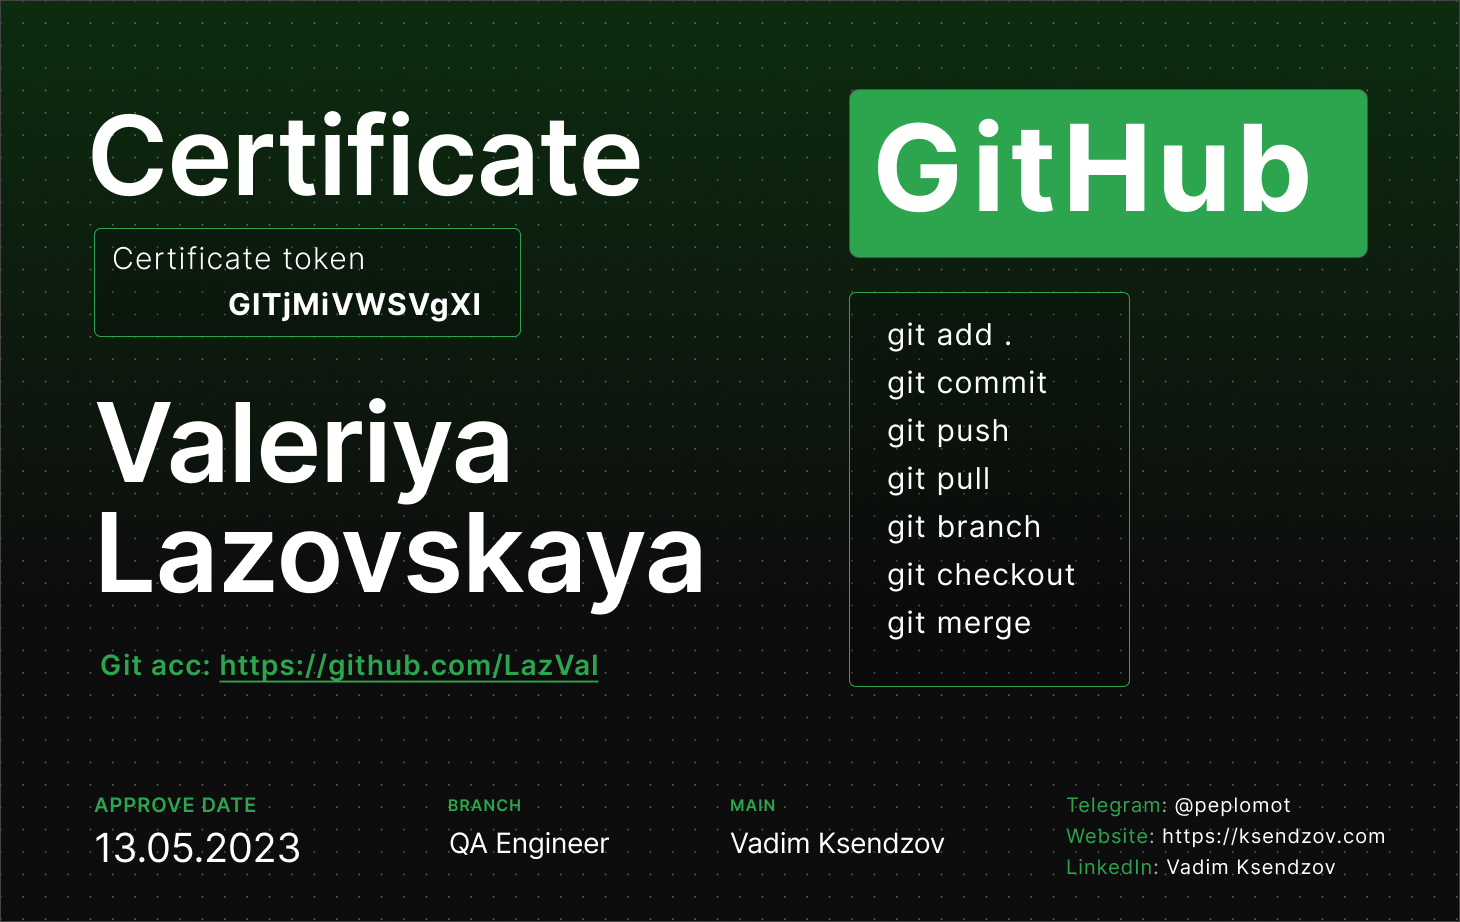 Certificate
Certificate token
GITjMiVWSVgXI
Valeriya
Lazovskaya
Git acc: https://github.com/LazVal
GitHub
git add .
git commit
git push
git pull
git branch
git checkout
git merge
APPROVE DATE
13.05.2023
BRANCH
QA Engineer
MAIN
Vadim Ksendzov
Telegram: @peplomot
Website: https://ksendzov.com
LinkedIn: Vadim Ksendzov